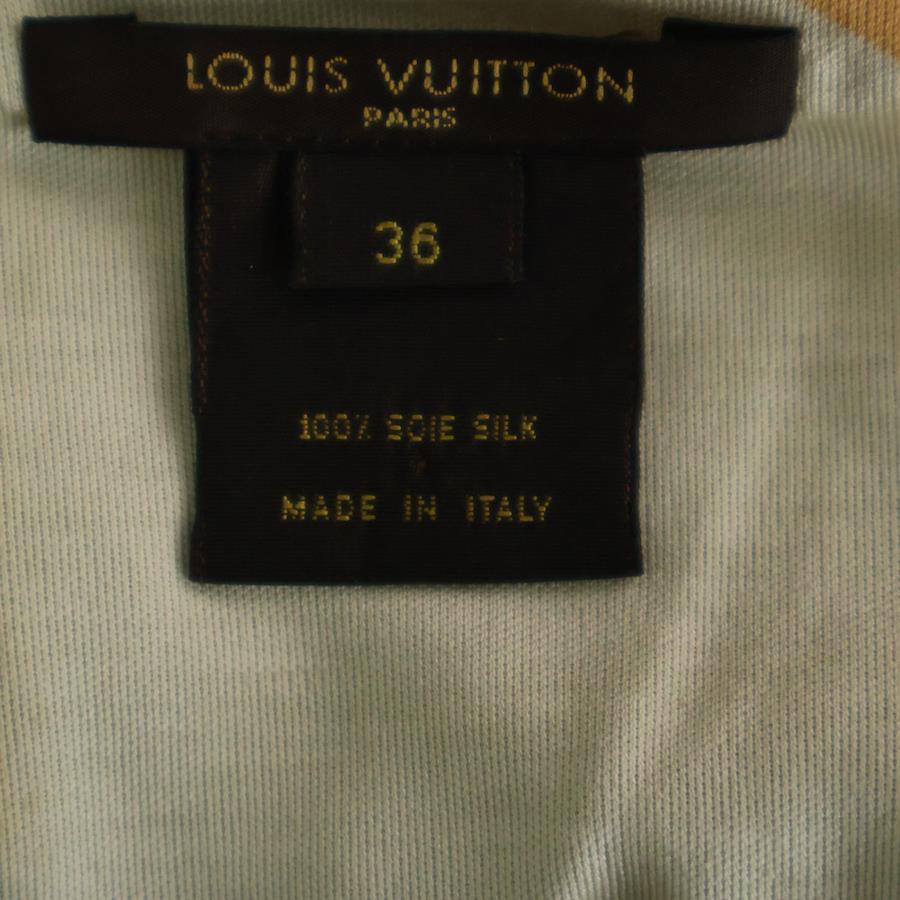 LOUIS VUITTON
PARIS
36
100% SOIE SILK
MADE IN ITALY